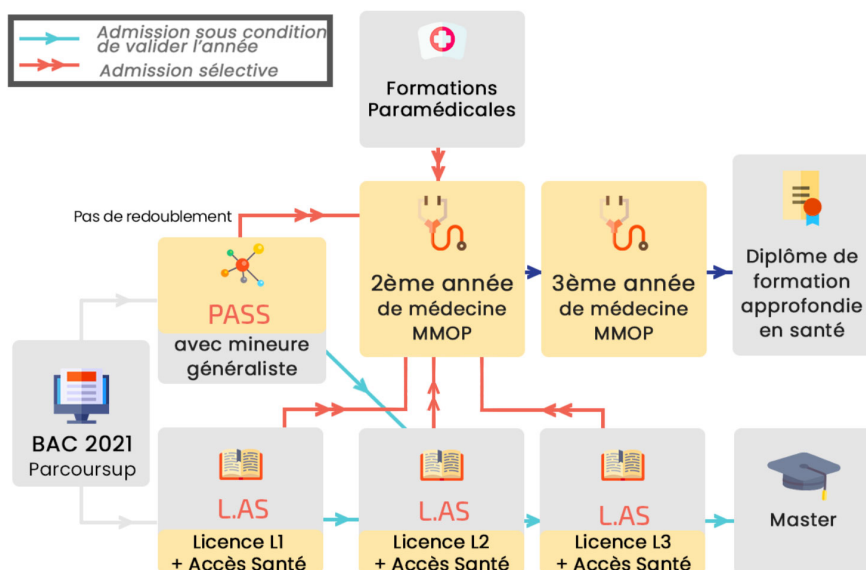 Admission sous condition
de valider l'année
Admission sélective
Formations
Paramédicales
Pas de redoublement
PASS
avec mineure
généraliste
2ème année
de médecine
MMOP
3ème année
de médecine
MMOP
Diplôme de
formation
approfondie
en santé
BAC 2021
Parcoursup
L.AS
Licence L1
+ Accès Santé
L.AS
Licence L2
+ Accès Santé
L.AS
Licence L3
+ Accès Santé
Master